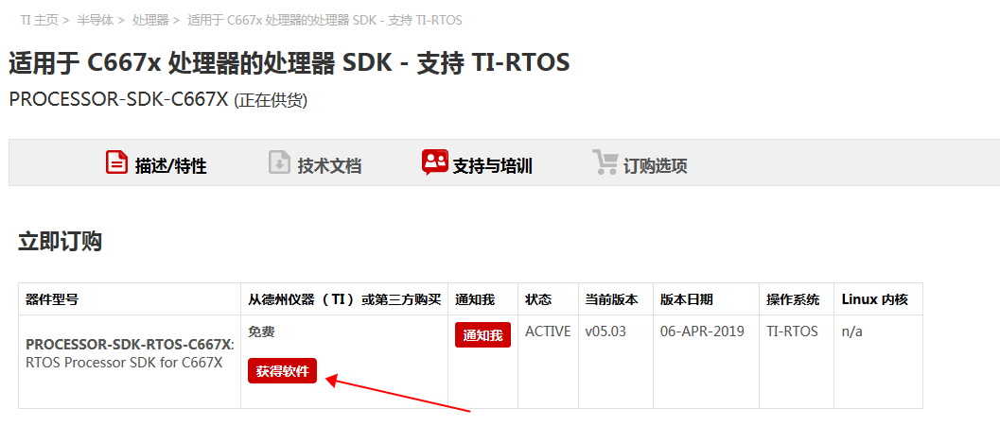 TI 主页 > 半导体 > 处理器 > 适用于 C667x 处理器的处理器 SDK - 支持 TI-RTOS
适用于 C667x 处理器的处理器 SDK - 支持 TI-RTOS
PROCESSOR-SDK-C667X (正在供货)
描述/特性 技术文档 支持与培训 订购选项
立即订购
器件型号 从德州仪器（TI）或第三方购买 通知我 状态 当前版本 版本日期 操作系统 Linux 内核
免费 通知我 ACTIVE v05.03 06-APR-2019 TI-RTOS n/a
PROCESSOR-SDK-RTOS-C667X:
RTOS Processor SDK for C667X
获得软件